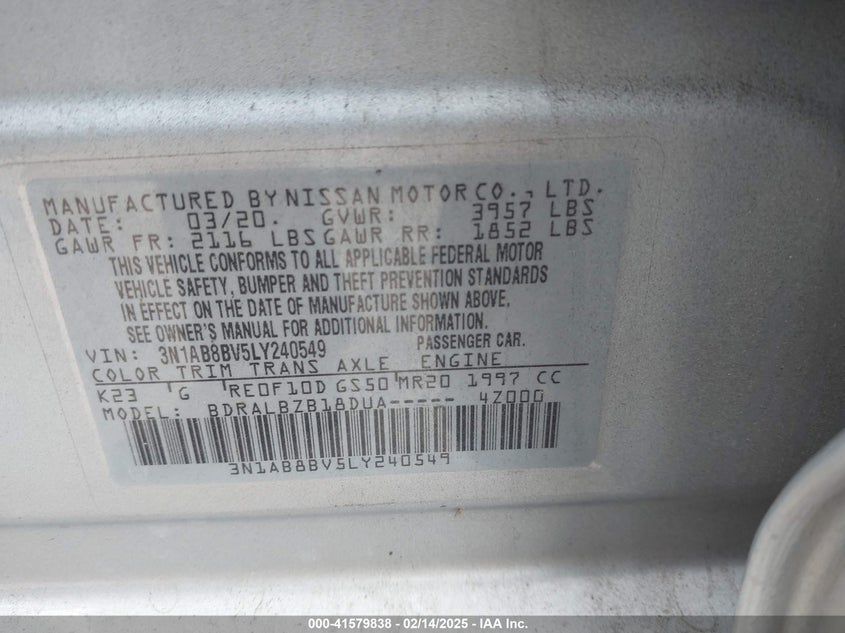 MANUFACTURED BY NISSAN MOTOR CO., LTD.
DATE: 03/20. GVWR: 3957 LBS
GAWR FR: 2116 LBS GAWR RR: 1852 LBS
THIS VEHICLE CONFORMS TO ALL APPLICABLE FEDERAL MOTOR
VEHICLE SAFETY, BUMPER AND THEFT PREVENTION STANDARDS
IN EFFECT ON THE DATE OF MANUFACTURE SHOWN ABOVE.
SEE OWNER'S MANUAL FOR ADDITIONAL INFORMATION.
VIN: 3N1AB8BV5LY240549 PASSENGER CAR.
COLOR TRIM TRANS AXLE ENGINE
K23 G RE0F10D GS50 MR20 1997 CC
MODEL: BDRALBZB18DUA----- 4Z000
3N1AB8BV5LY240549
000-41579838 - 02/14/2025 - IAA Inc.